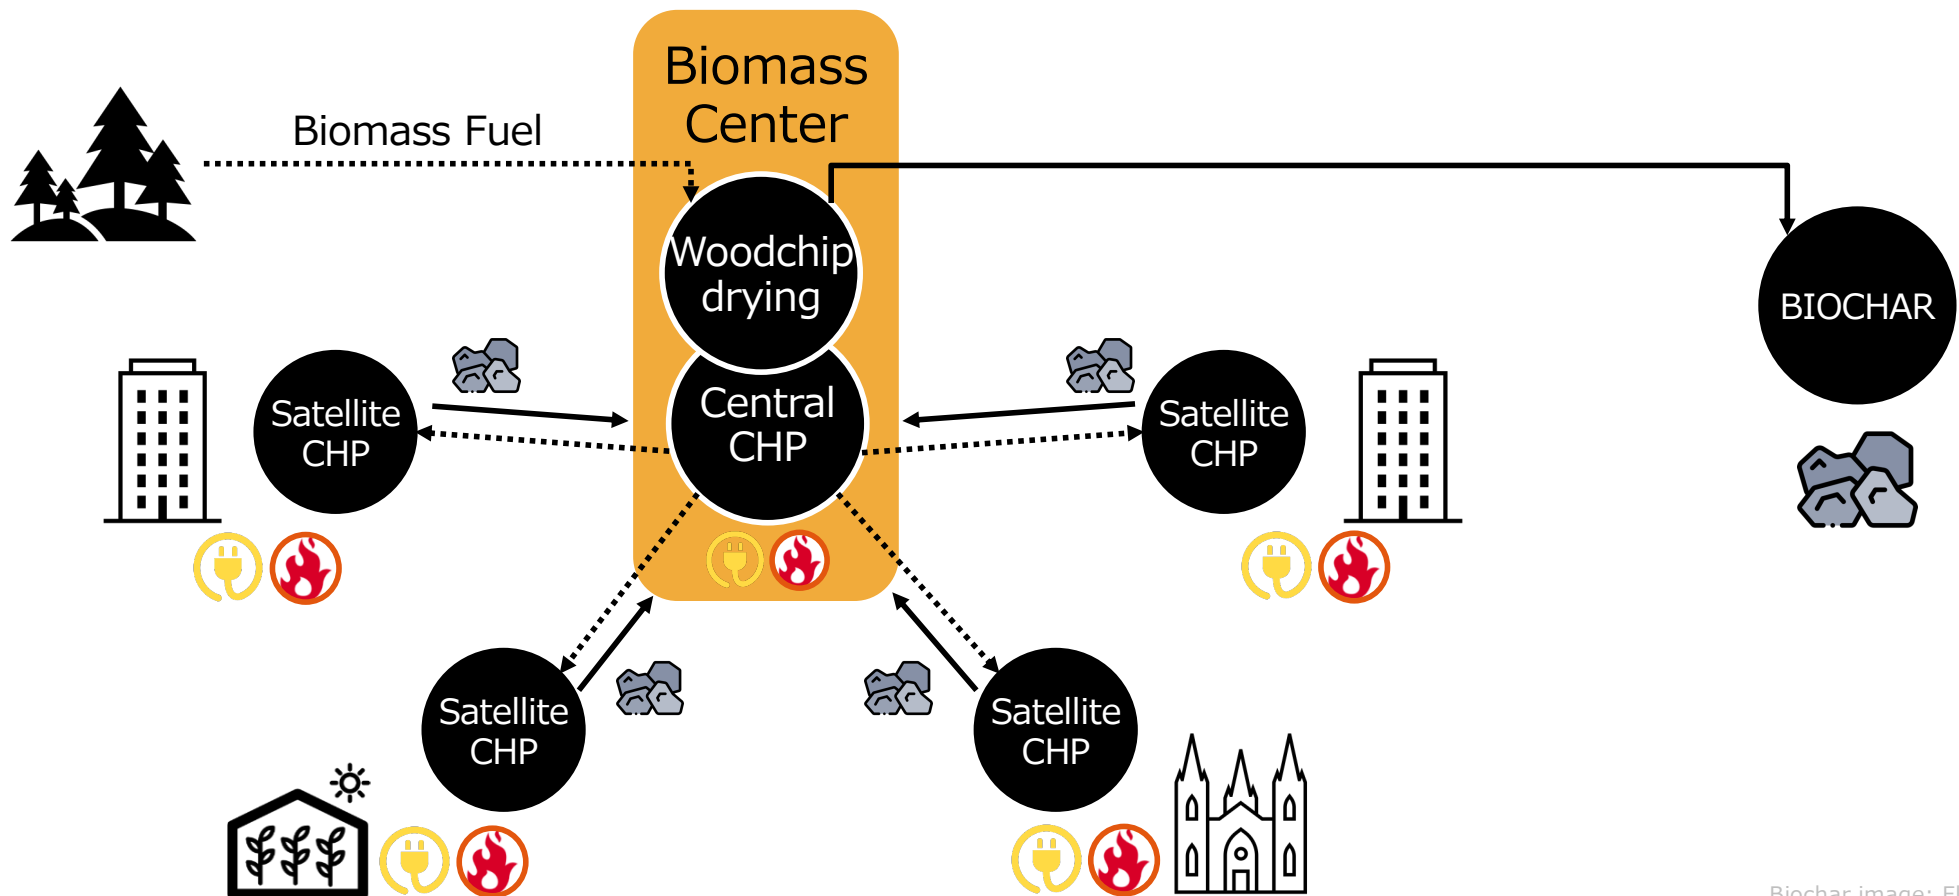 Biomass
Center
Biomass Fuel
Woodchip
drying
BIOCHAR
Central
CHP
Satellite
CHP
Satellite
CHP
Satellite
CHP
Satellite
CHP
Biochar image: